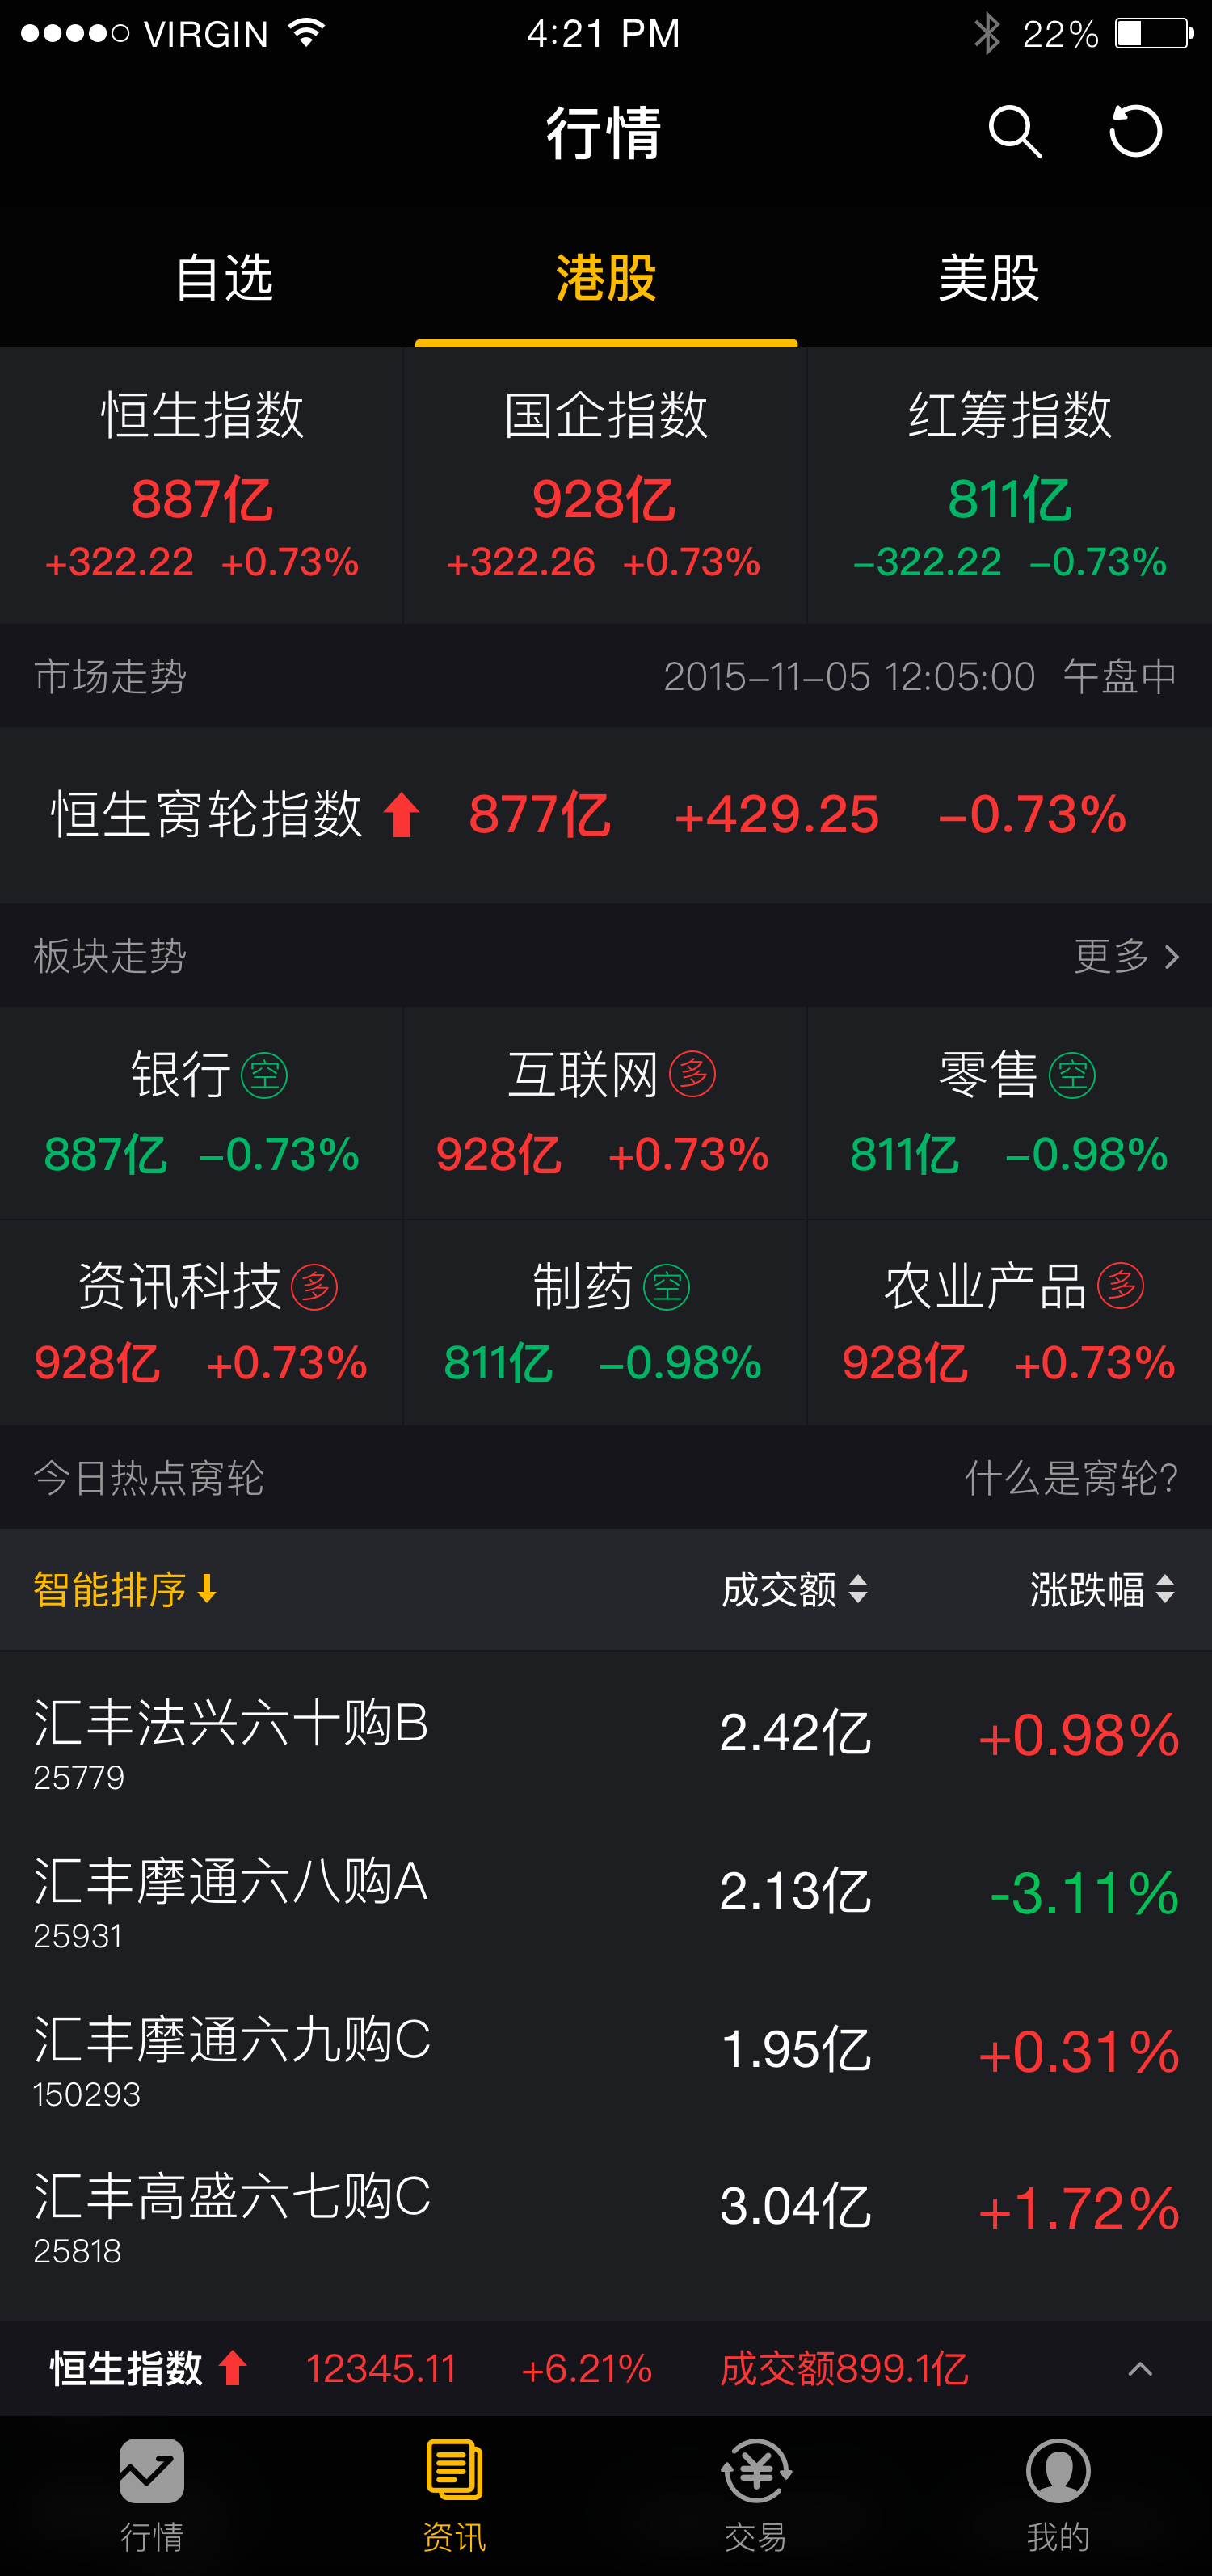 VIRGIN 4:21 PM 22%
行情
自选 港股 美股
恒生指数 国企指数 红筹指数
887亿 928亿 811亿
+322.22 +0.73% +322.26 +0.73% -322.22 -0.73%
市场走势 2015-11-05 12:05:00 午盘中
恒生窝轮指数 877亿 +429.25 -0.73%
板块走势 更多
银行 空 互联网 多 零售 空
887亿 -0.73% 928亿 +0.73% 811亿 -0.98%
资讯科技 多 制药 空 农业产品 多
928亿 +0.73% 811亿 -0.98% 928亿 +0.73%
今日热点窝轮 什么是窝轮?
智能排序 成交额 涨跌幅
汇丰法兴六十购B 2.42亿 +0.98%
25779
汇丰摩通六八购A 2.13亿 -3.11%
25931
汇丰摩通六九购C 1.95亿 +0.31%
150293
汇丰高盛六七购C 3.04亿 +1.72%
25818
恒生指数 12345.11 +6.21% 成交额899.1亿
行情 资讯 交易 我的